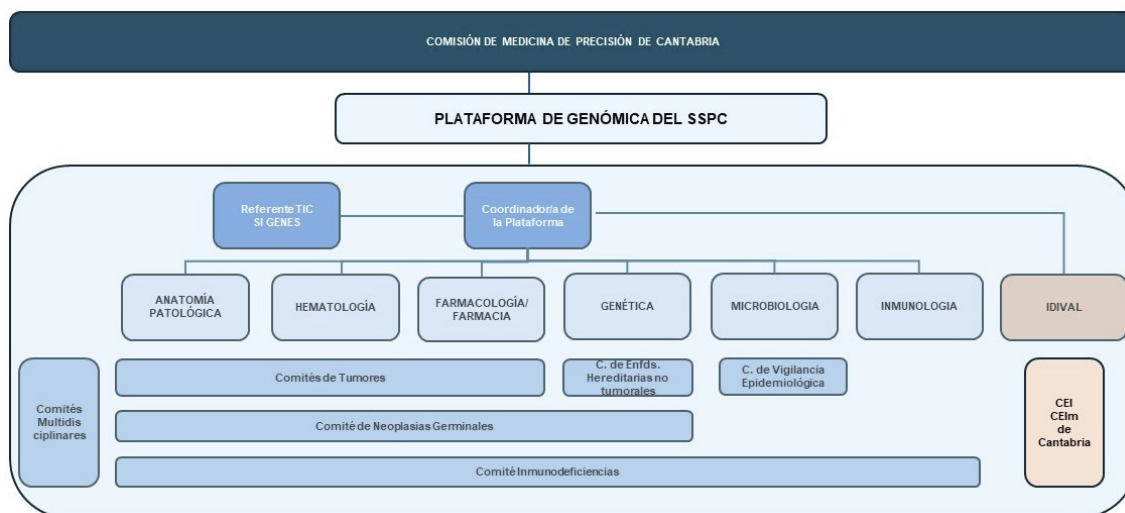 COMISIÓN DE MEDICINA DE PRECISIÓN DE CANTABRIA
PLATAFORMA DE GENÓMICA DEL SSPC
Referente TIC
SI GENES
Coordinador/a de
la Plataforma
ANATOMÍA
PATOLÓGICA
HEMATOLOGÍA
FARMACOLOGÍA/
FARMACIA
GENÉTICA
MICROBIOLOGIA
INMUNOLOGIA
IDIVAL
Comités
Multidis
ciplinares
Comités de Tumores
C. de Enfds.
Hereditarias no
tumorales
C. de Vigilancia
Epidemiológica
Comité de Neoplasias Germinales
Comité Inmunodeficiencias
CEI
CEIm
de
Cantabria